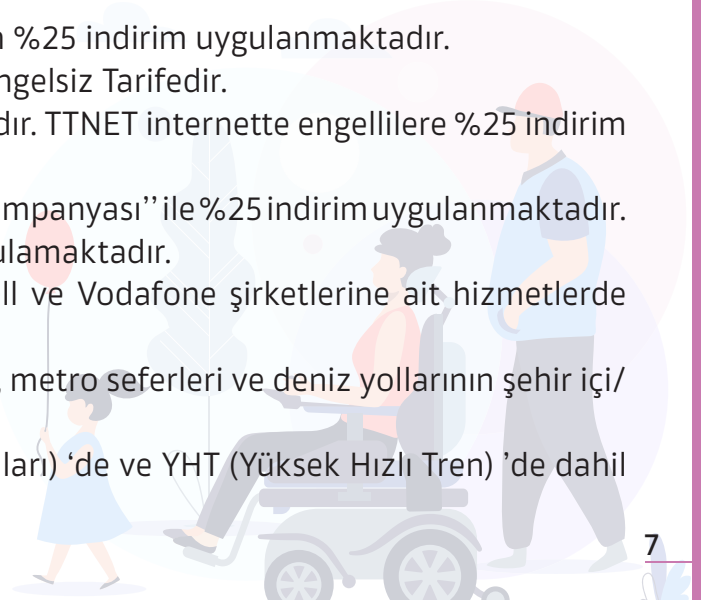 %25 indirim uygulanmaktadır.
ngelsiz Tarifedir.
dır. TTNET internette engellilere %25 indirim
mpanyası’’ ile %25 indirim uygulanmaktadır.
ulamaktadır.
ll ve Vodafone şirketlerine ait hizmetlerde
metro seferleri ve deniz yollarının şehir içi/
ları) ‘de ve YHT (Yüksek Hızlı Tren) ’de dahil
7